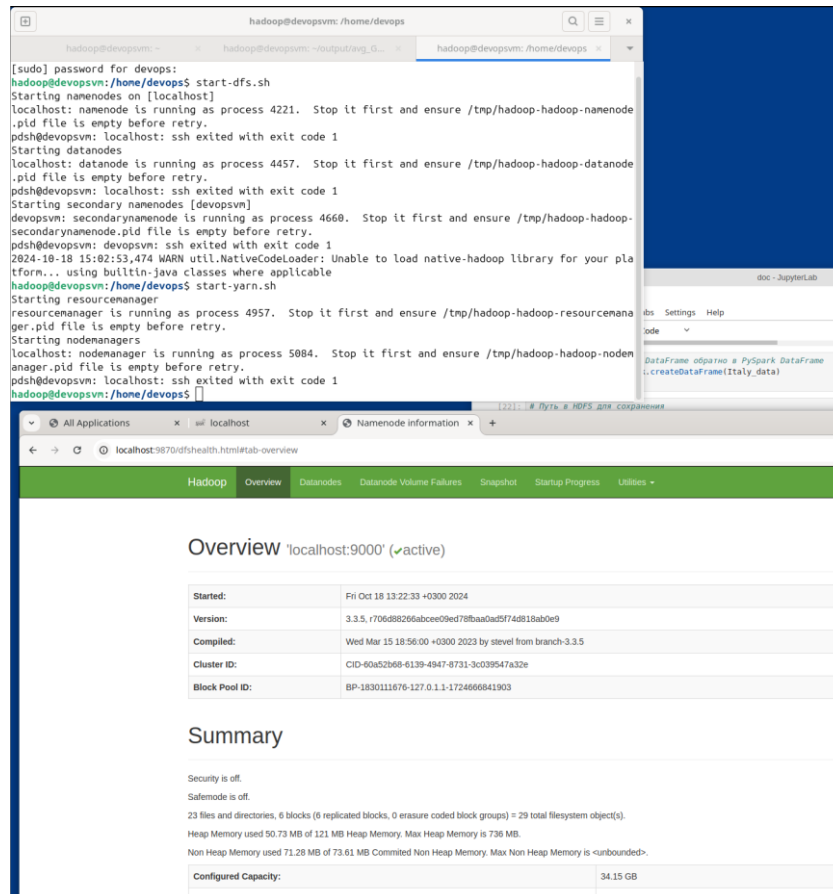 hadoop@devopsvm: /home/devops
hadoop@devopsvm: ~
hadoop@devopsvm: ~/output/avg_G...
hadoop@devopsvm: /home/devops
[sudo] password for devops:
hadoop@devopsvm:/home/devops$ start-dfs.sh
Starting namenodes on [localhost]
localhost: namenode is running as process 4221.  Stop it first and ensure /tmp/hadoop-hadoop-namenode
.pid file is empty before retry.
pdsh@devopsvm: localhost: ssh exited with exit code 1
Starting datanodes
localhost: datanode is running as process 4457.  Stop it first and ensure /tmp/hadoop-hadoop-datanode
.pid file is empty before retry.
pdsh@devopsvm: localhost: ssh exited with exit code 1
Starting secondary namenodes [devopsvm]
devopsvm: secondarynamenode is running as process 4660.  Stop it first and ensure /tmp/hadoop-hadoop-
secondarynamenode.pid file is empty before retry.
pdsh@devopsvm: devopsvm: ssh exited with exit code 1
2024-10-18 15:02:53,474 WARN util.NativeCodeLoader: Unable to load native-hadoop library for your pla
tform... using builtin-java classes where applicable
hadoop@devopsvm:/home/devops$ start-yarn.sh
Starting resourcemanager
resourcemanager is running as process 4957.  Stop it first and ensure /tmp/hadoop-hadoop-resourcemana
ger.pid file is empty before retry.
Starting nodemanagers
localhost: nodemanager is running as process 5084.  Stop it first and ensure /tmp/hadoop-hadoop-nodem
anager.pid file is empty before retry.
pdsh@devopsvm: localhost: ssh exited with exit code 1
hadoop@devopsvm:/home/devops$
doc - JupyterLab
bs Settings Help
ode
DataFrame обратно в PySpark DataFrame
.createDataFrame(Italy_data)
[22]: # Путь в HDFS для сохранения
All Applications
localhost
Namenode information
localhost:9870/dfshealth.html#tab-overview
Hadoop Overview Datanodes Datanode Volume Failures Snapshot Startup Progress Utilities
Overview 'localhost:9000' (✔active)
Started: Fri Oct 18 13:22:33 +0300 2024
Version: 3.3.5, r706d88266abcee09ed78fbaa0ad5f74d818ab0e9
Compiled: Wed Mar 15 18:56:00 +0300 2023 by stevel from branch-3.3.5
Cluster ID: CID-60a52b68-6139-4947-8731-3c039547a32e
Block Pool ID: BP-1830111676-127.0.1.1-1724666841903
Summary
Security is off.
Safemode is off.
23 files and directories, 6 blocks (6 replicated blocks, 0 erasure coded block groups) = 29 total filesystem object(s).
Heap Memory used 50.73 MB of 121 MB Heap Memory. Max Heap Memory is 736 MB.
Non Heap Memory used 71.28 MB of 73.61 MB Commited Non Heap Memory. Max Non Heap Memory is <unbounded>.
Configured Capacity: 34.15 GB